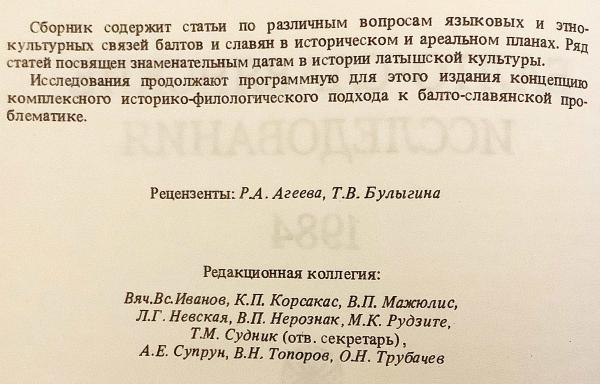 Сборник содержит статьи по различным вопросам языковых и этно-
культурных связей балтов и славян в историческом и ареальном планах. Ряд
статей посвящен знаменательным датам в истории латышской культуры.
Исследования продолжают программную для этого издания концепцию
комплексного историко-филологического подхода к балто-славянской про-
блематике.
ИССЛЕДОВАНИЯ
Рецензенты: Р.А. Агеева, Т.В. Булыгина
1984
Редакционная коллегия:
Вяч.Вс.Иванов, К.П. Корсакас, В.П. Мажюлис,
Л.Г. Невская, В.П. Нерознак, М.К. Рудзите,
Т.М. Судник (отв. секретарь),
А.Е. Супрун, В.Н. Топоров, О.Н. Трубачев